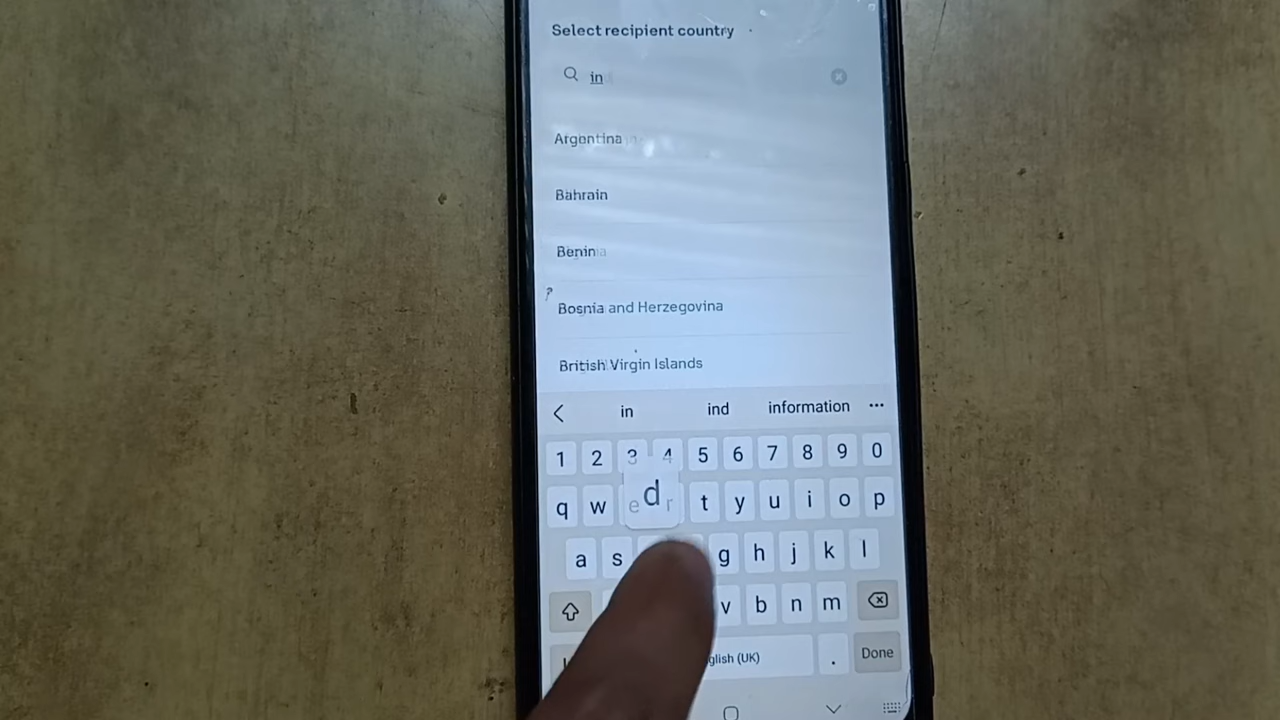 Select recipient country
in
Argentina
Bahrain
Benin
Bosnia and Herzegovina
British Virgin Islands
in ind information
1 2 3 4 5 6 7 8 9 0
q w e d r t y u i o p
a s g h j k l
v b n m
glish (UK) . Done